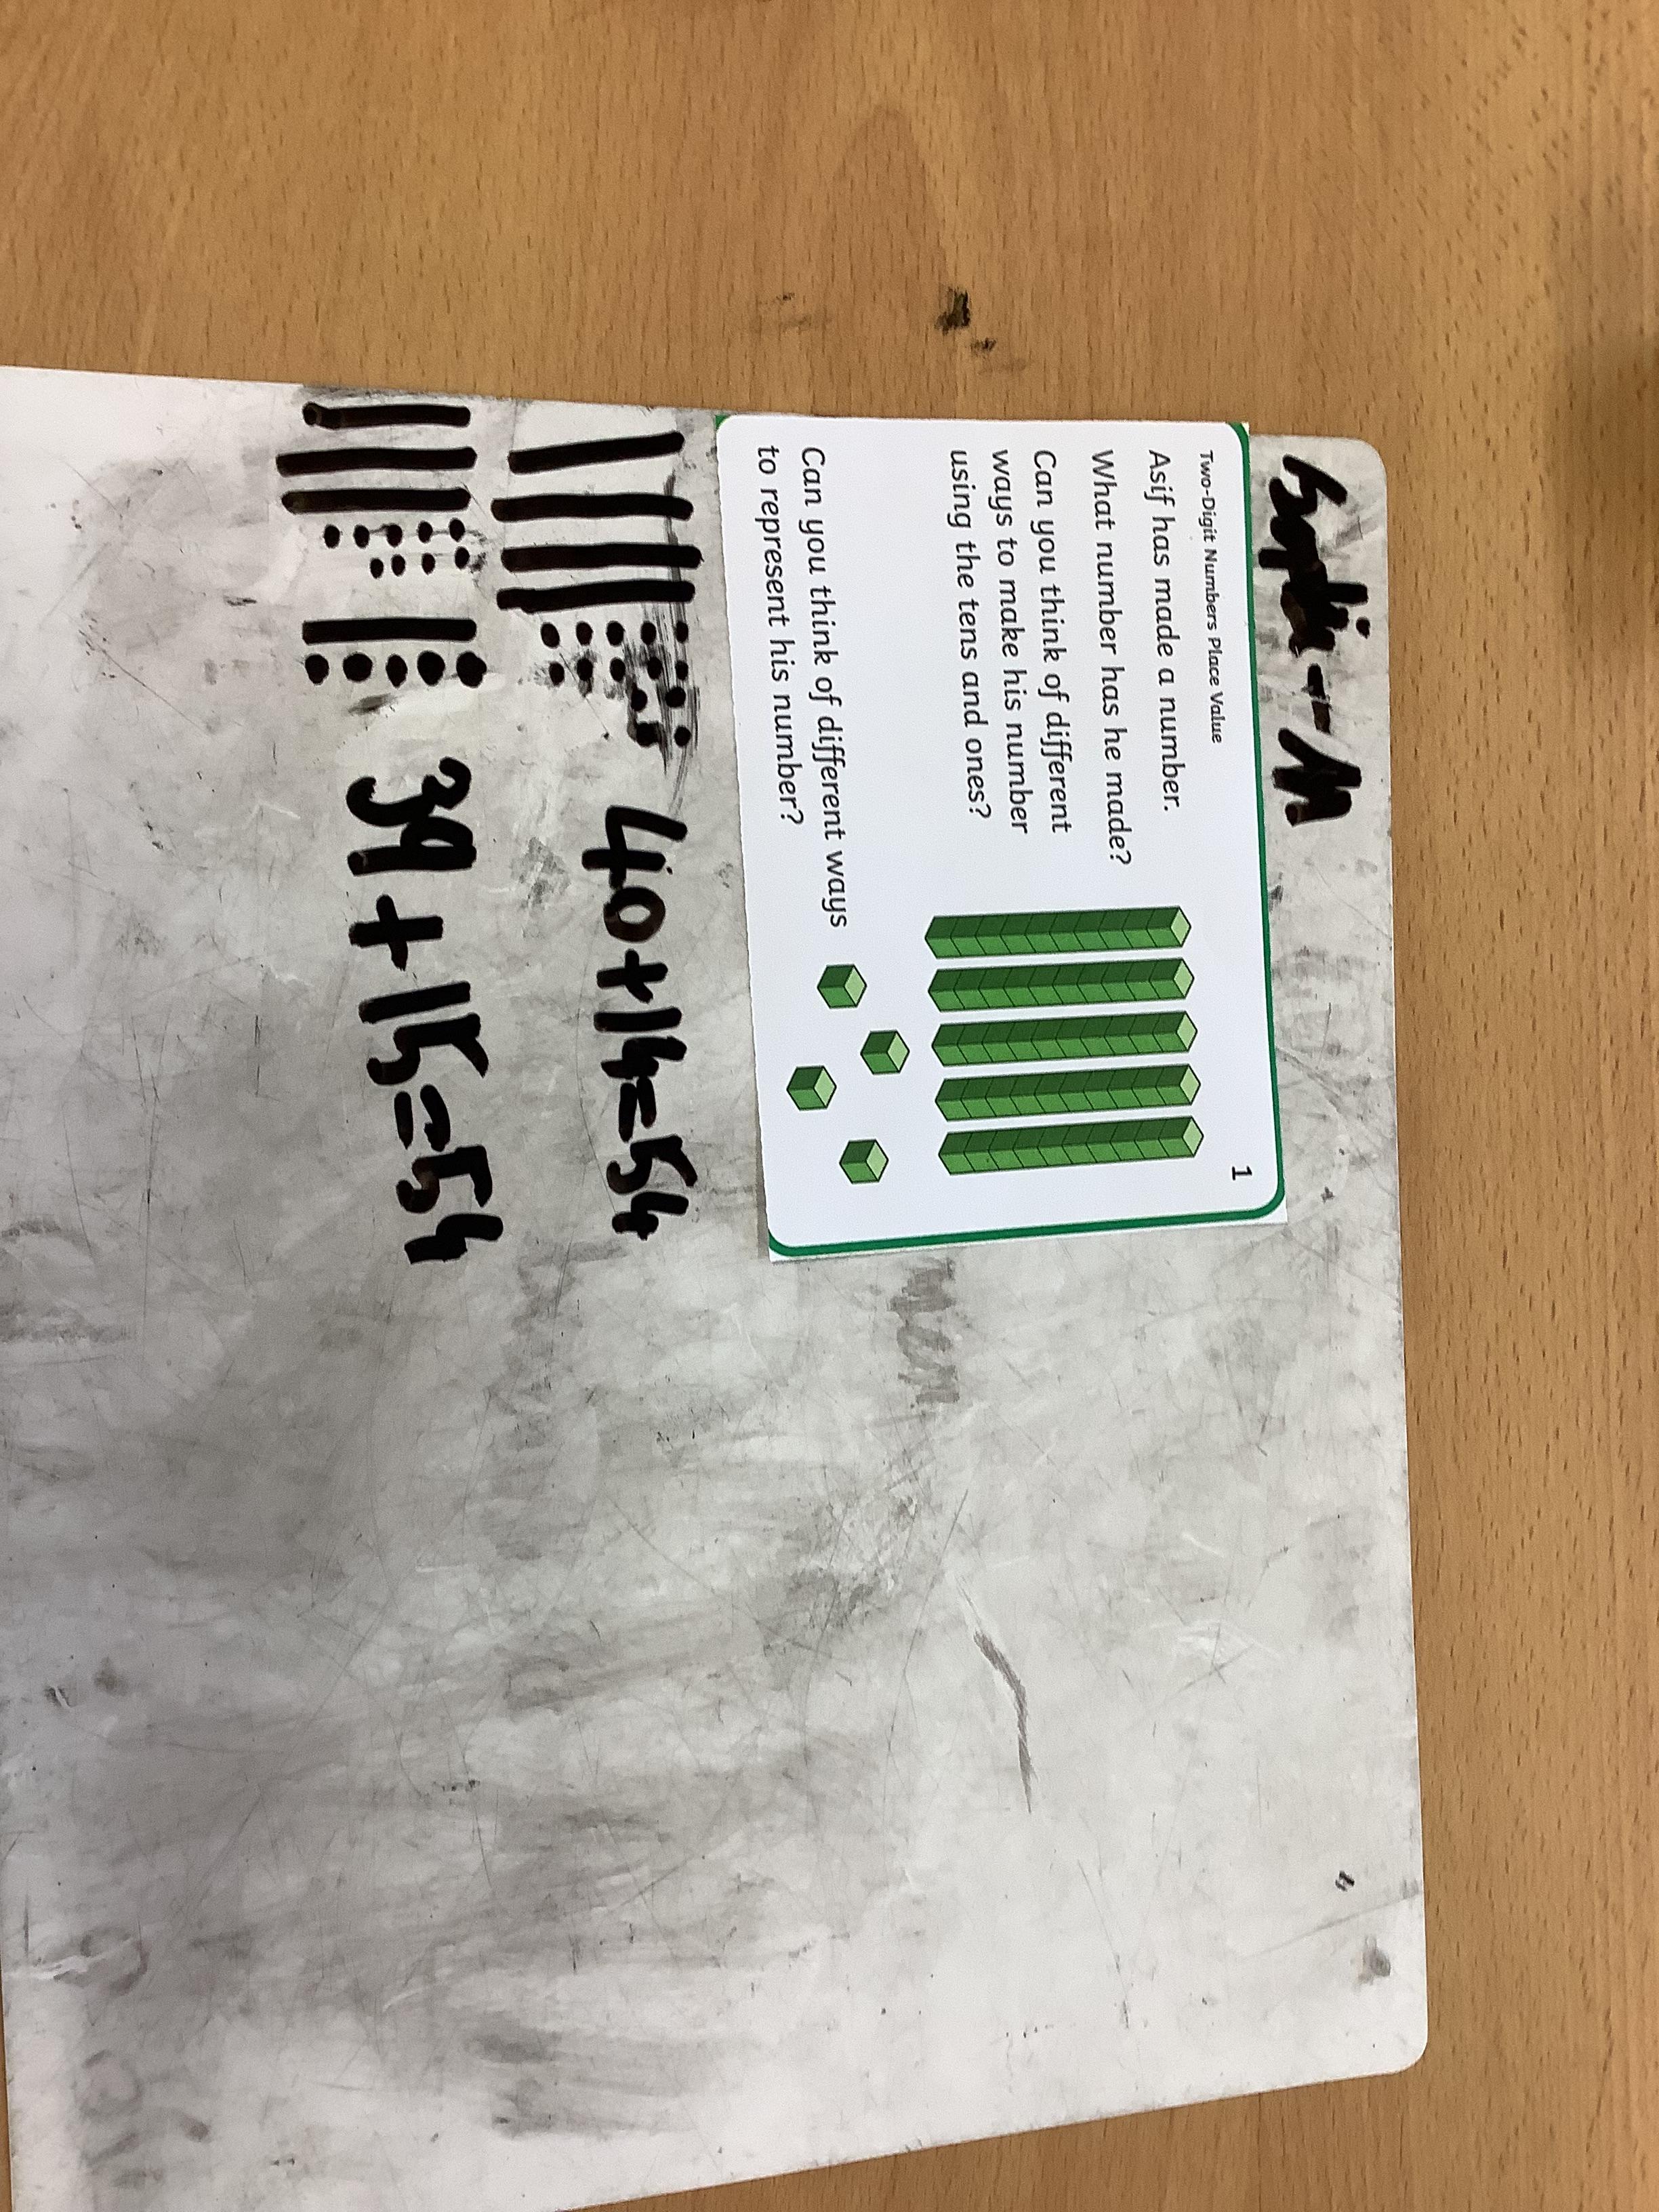 Sophie-M
Two-Digit Numbers Place Value
1
Asif has made a number.
What number has he made?
Can you think of different
ways to make his number
using the tens and ones?
Can you think of different ways
to represent his number?
40+14=54
39+15=54